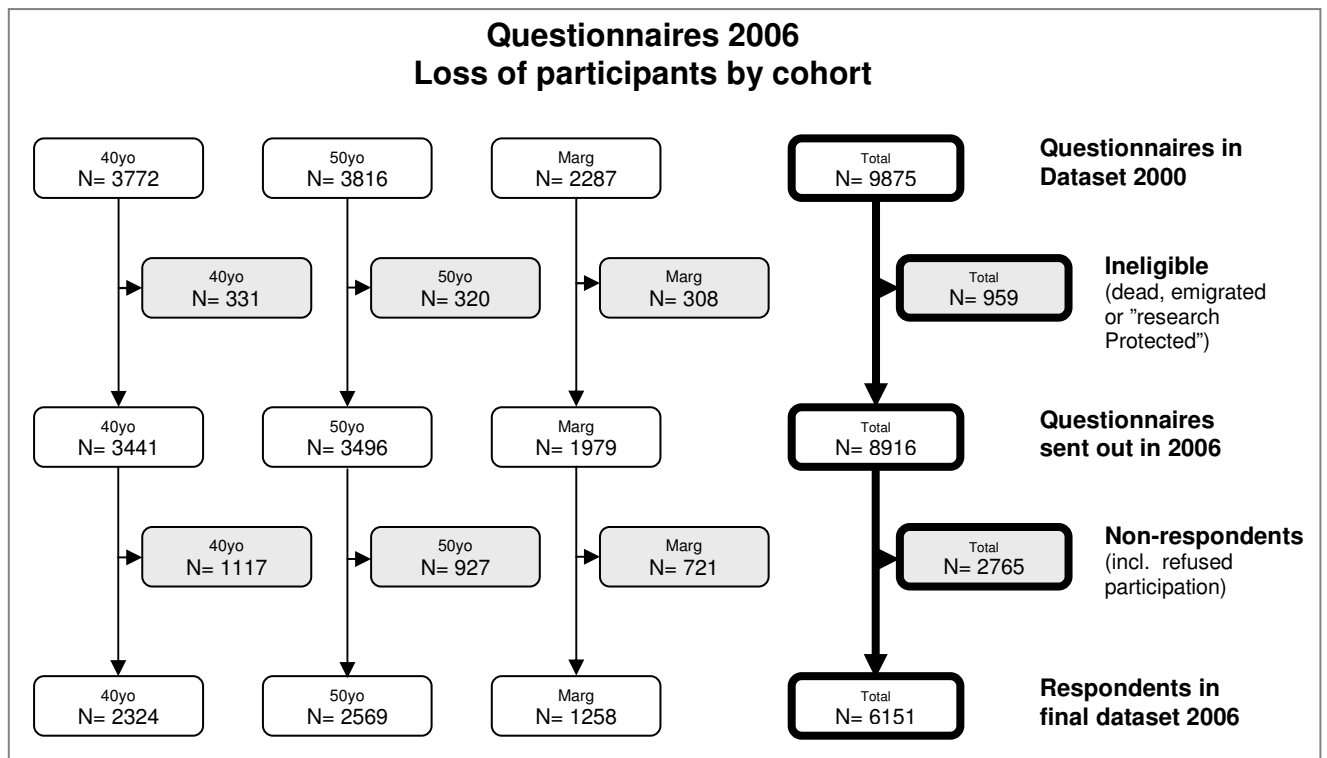 Questionnaires 2006
Loss of participants by cohort
40yo
N= 3772
50yo
N= 3816
Marg
N= 2287
Total
N= 9875
Questionnaires in
Dataset 2000
40yo
N= 331
50yo
N= 320
Marg
N= 308
Total
N= 959
Ineligible
(dead, emigrated
or ”research
Protected”)
40yo
N= 3441
50yo
N= 3496
Marg
N= 1979
Total
N= 8916
Questionnaires
sent out in 2006
40yo
N= 1117
50yo
N= 927
Marg
N= 721
Total
N= 2765
Non-respondents
(incl. refused
participation)
40yo
N= 2324
50yo
N= 2569
Marg
N= 1258
Total
N= 6151
Respondents in
final dataset 2006